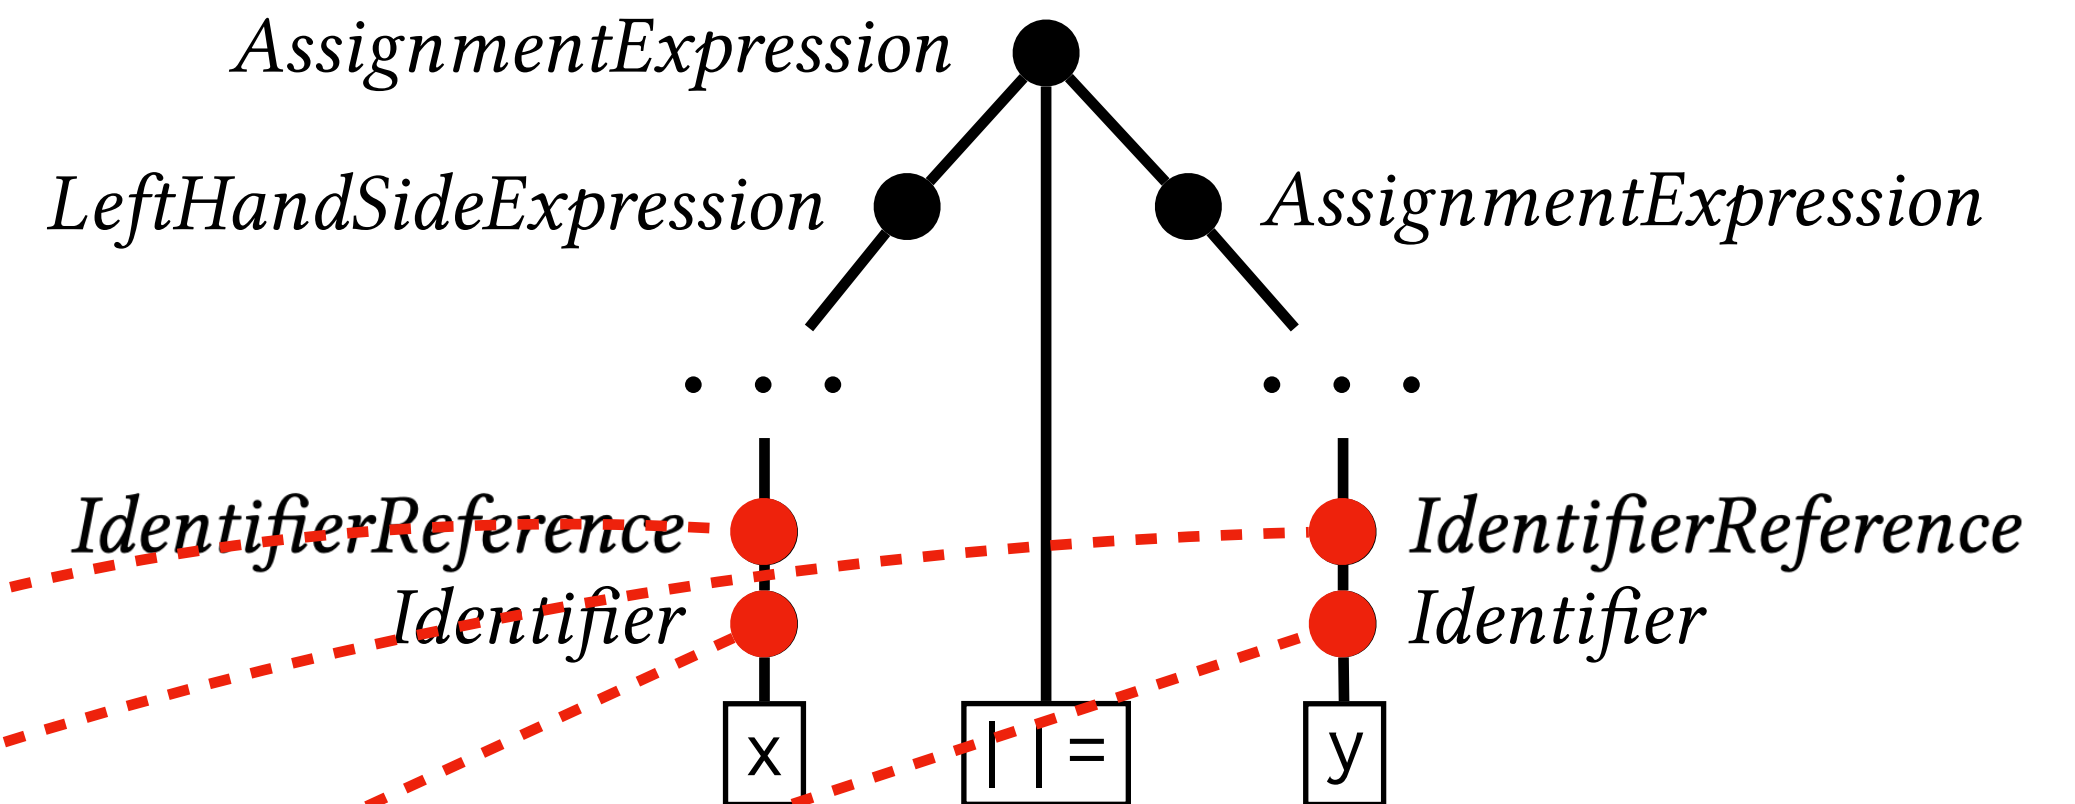 AssignmentExpression
LeftHandSideExpression AssignmentExpression
. . . . . .
IdentifierReference IdentifierReference
Identifier Identifier
x ||= y